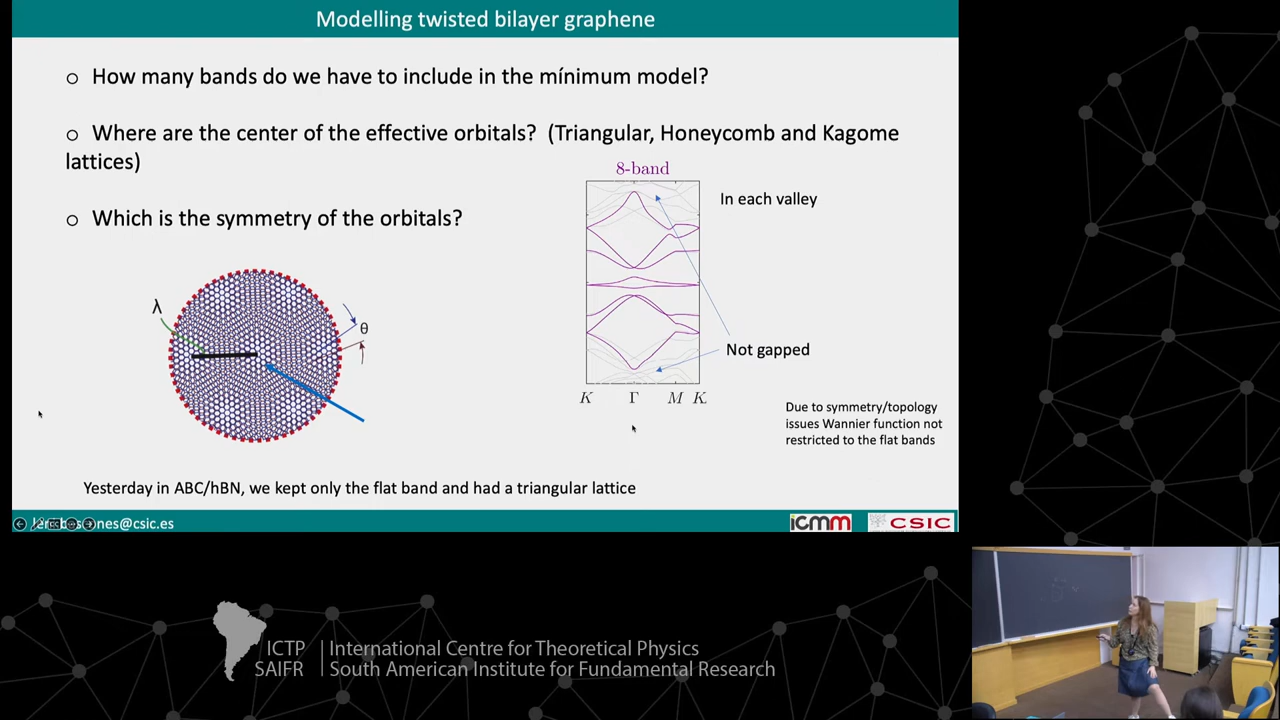 Modelling twisted bilayer graphene
How many bands do we have to include in the mínimum model?
Where are the center of the effective orbitals? (Triangular, Honeycomb and Kagome
lattices)
8-band
Which is the symmetry of the orbitals?
In each valley
λ
θ
Not gapped
K Γ M K
Due to symmetry/topology
issues Wannier function not
restricted to the flat bands
Yesterday in ABC/hBN, we kept only the flat band and had a triangular lattice
@csic.es
icmm
CSIC
ICTP
SAIFR
International Centre for Theoretical Physics
South American Institute for Fundamental Research